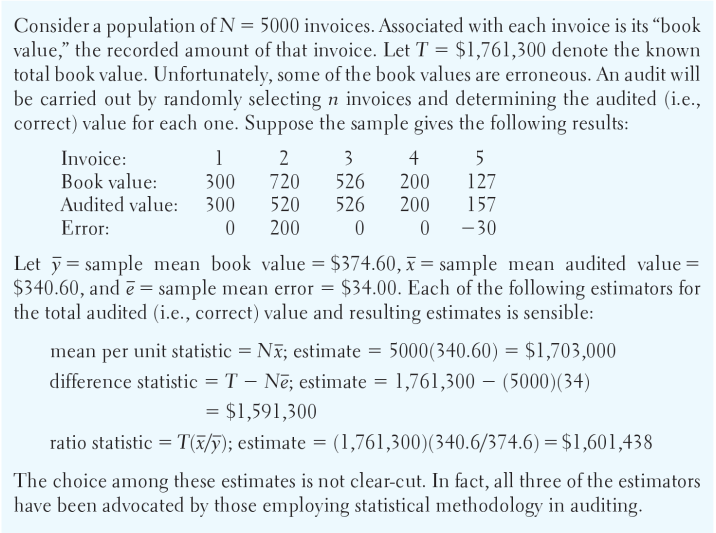 Consider a population of N = 5000 invoices. Associated with each invoice is its “book
value,” the recorded amount of that invoice. Let T = $1,761,300 denote the known
total book value. Unfortunately, some of the book values are erroneous. An audit will
be carried out by randomly selecting n invoices and determining the audited (i.e.,
correct) value for each one. Suppose the sample gives the following results:
Invoice: 1 2 3 4 5
Book value: 300 720 526 200 127
Audited value: 300 520 526 200 157
Error: 0 200 0 0 −30
Let y̅ = sample mean book value = $374.60, x̅ = sample mean audited value =
$340.60, and e̅ = sample mean error = $34.00. Each of the following estimators for
the total audited (i.e., correct) value and resulting estimates is sensible:
mean per unit statistic = Nx̅; estimate = 5000(340.60) = $1,703,000
difference statistic = T − Ne̅; estimate = 1,761,300 − (5000)(34)
= $1,591,300
ratio statistic = T(x̅/y̅); estimate = (1,761,300)(340.6/374.6) = $1,601,438
The choice among these estimates is not clear-cut. In fact, all three of the estimators
have been advocated by those employing statistical methodology in auditing.